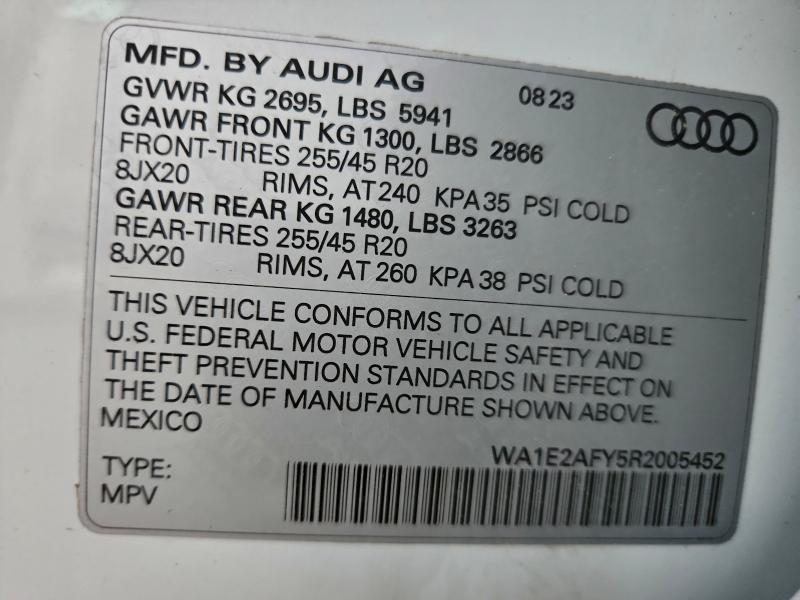 MFD. BY AUDI AG 0823
GVWR KG 2695, LBS 5941
GAWR FRONT KG 1300, LBS 2866
FRONT-TIRES 255/45 R20
8JX20 RIMS, AT 240 KPA 35 PSI COLD
GAWR REAR KG 1480, LBS 3263
REAR-TIRES 255/45 R20
8JX20 RIMS, AT 260 KPA 38 PSI COLD
THIS VEHICLE CONFORMS TO ALL APPLICABLE
U.S. FEDERAL MOTOR VEHICLE SAFETY AND
THEFT PREVENTION STANDARDS IN EFFECT ON
THE DATE OF MANUFACTURE SHOWN ABOVE.
MEXICO
WA1E2AFY5R2005452
TYPE:
MPV